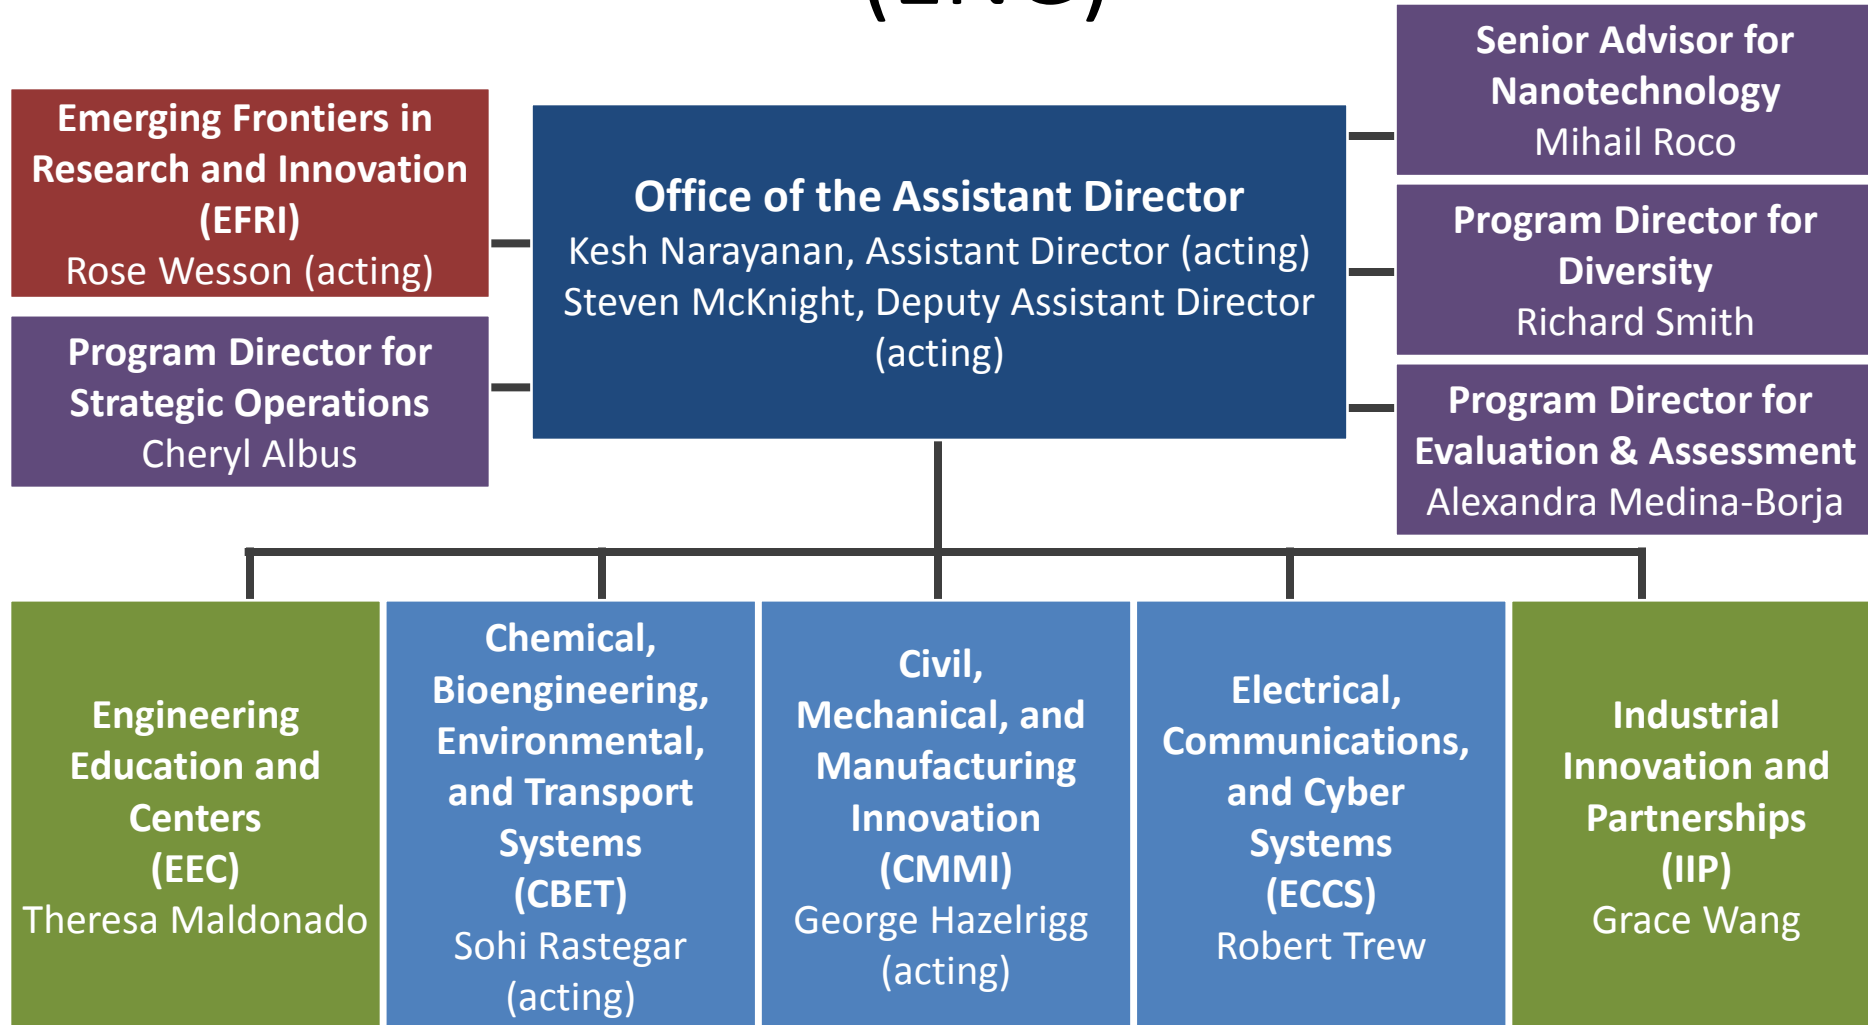 (ENG)
Emerging Frontiers in
Research and Innovation
(EFRI)
Rose Wesson (acting)
Program Director for
Strategic Operations
Cheryl Albus
Office of the Assistant Director
Kesh Narayanan, Assistant Director (acting)
Steven McKnight, Deputy Assistant Director
(acting)
Senior Advisor for
Nanotechnology
Mihail Roco
Program Director for
Diversity
Richard Smith
Program Director for
Evaluation & Assessment
Alexandra Medina-Borja
Engineering
Education and
Centers
(EEC)
Theresa Maldonado
Chemical,
Bioengineering,
Environmental,
and Transport
Systems
(CBET)
Sohi Rastegar
(acting)
Civil,
Mechanical, and
Manufacturing
Innovation
(CMMI)
George Hazelrigg
(acting)
Electrical,
Communications,
and Cyber
Systems
(ECCS)
Robert Trew
Industrial
Innovation and
Partnerships
(IIP)
Grace Wang